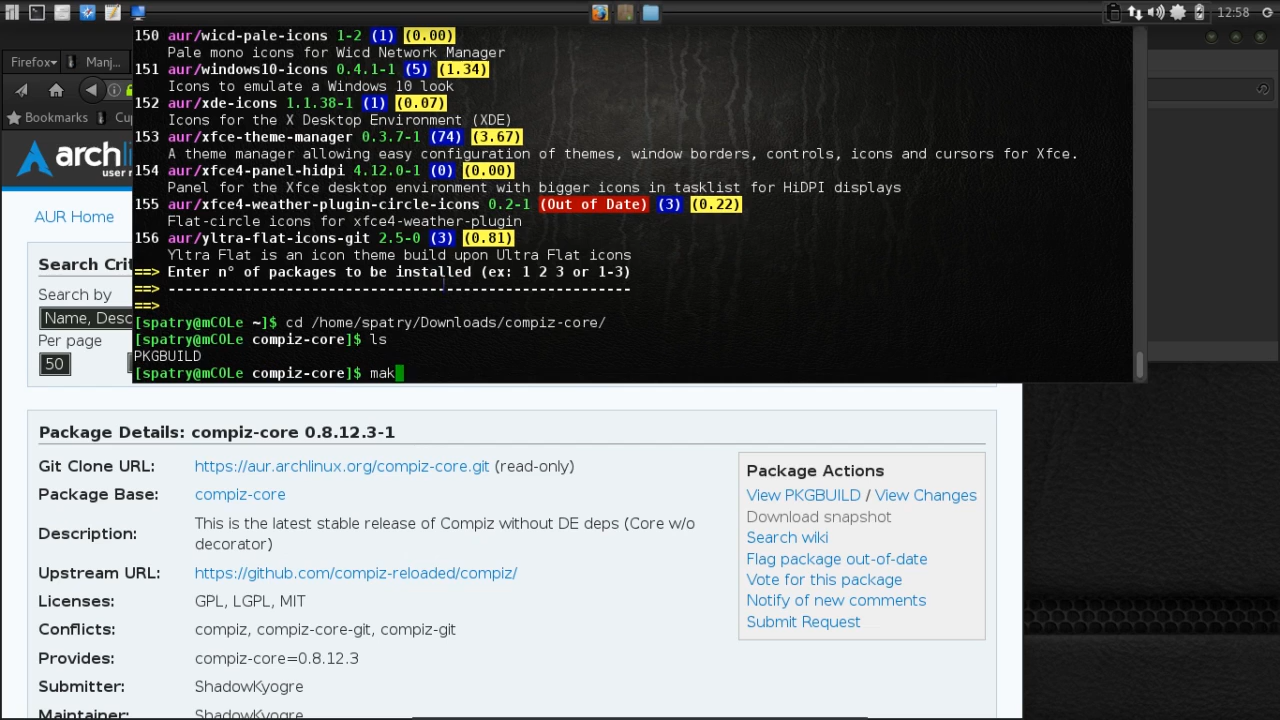 12:58
150 aur/wicd-pale-icons 1-2 (1) (0.00)
Pale mono icons for Wicd Network Manager
151 aur/windows10-icons 0.4.1-1 (5) (1.34)
Icons to emulate a Windows 10 look
152 aur/xde-icons 1.1.38-1 (1) (0.07)
Icons for the X Desktop Environment (XDE)
153 aur/xfce-theme-manager 0.3.7-1 (74) (3.67)
A theme manager allowing easy configuration of themes, window borders, controls, icons and cursors for Xfce.
154 aur/xfce4-panel-hidpi 4.12.0-1 (0) (0.00)
Panel for the Xfce desktop environment with bigger icons in tasklist for HiDPI displays
155 aur/xfce4-weather-plugin-circle-icons 0.2-1 (Out of Date) (3) (0.22)
Flat-circle icons for xfce4-weather-plugin
156 aur/yltra-flat-icons-git 2.5-0 (3) (0.81)
Yltra Flat is an icon theme build upon Ultra Flat icons
==> Enter n° of packages to be installed (ex: 1 2 3 or 1-3)
==> -------------------------------------------------------
==>
[spatry@mCOLe ~]$ cd /home/spatry/Downloads/compiz-core/
[spatry@mCOLe compiz-core]$ ls
PKGBUILD
[spatry@mCOLe compiz-core]$ mak
Firefox Manj...
Bookmarks Cu
archli
user r
AUR Home
Search Crit
Search by
Name, Desc
Per page
50
Package Details: compiz-core 0.8.12.3-1
Git Clone URL: https://aur.archlinux.org/compiz-core.git (read-only)
Package Base: compiz-core
Description: This is the latest stable release of Compiz without DE deps (Core w/o
decorator)
Upstream URL: https://github.com/compiz-reloaded/compiz/
Licenses: GPL, LGPL, MIT
Conflicts: compiz, compiz-core-git, compiz-git
Provides: compiz-core=0.8.12.3
Submitter: ShadowKyogre
Maintainer: ShadowKyogre
Package Actions
View PKGBUILD / View Changes
Download snapshot
Search wiki
Flag package out-of-date
Vote for this package
Notify of new comments
Submit Request